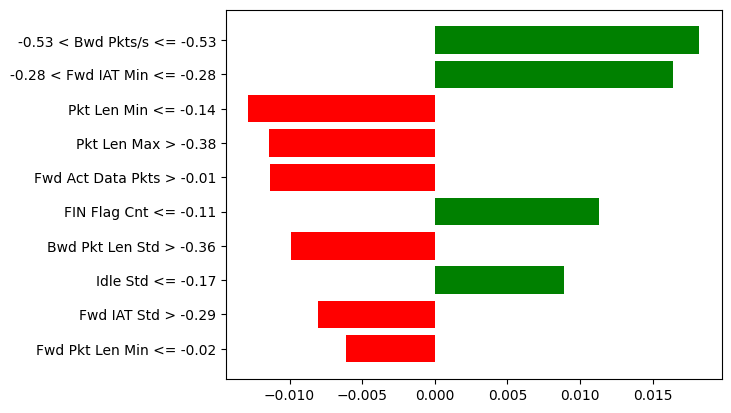 -0.53 < Bwd Pkts/s <= -0.53
-0.28 < Fwd IAT Min <= -0.28
Pkt Len Min <= -0.14
Pkt Len Max > -0.38
Fwd Act Data Pkts > -0.01
FIN Flag Cnt <= -0.11
Bwd Pkt Len Std > -0.36
Idle Std <= -0.17
Fwd IAT Std > -0.29
Fwd Pkt Len Min <= -0.02
−0.010 −0.005 0.000 0.005 0.010 0.015